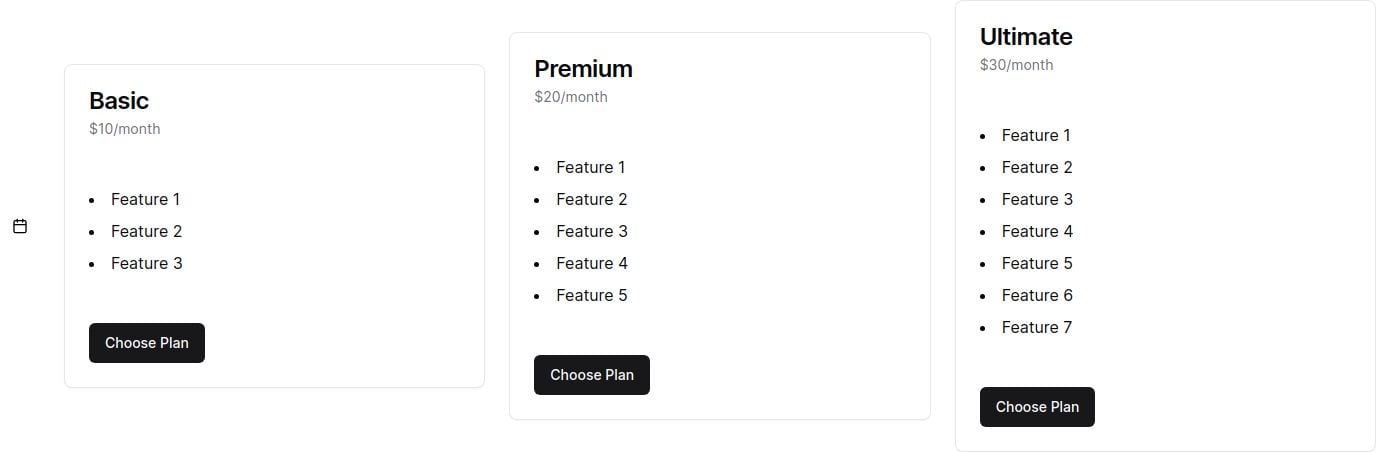 Basic
$10/month
Feature 1
Feature 2
Feature 3
Choose Plan
Premium
$20/month
Feature 1
Feature 2
Feature 3
Feature 4
Feature 5
Choose Plan
Ultimate
$30/month
Feature 1
Feature 2
Feature 3
Feature 4
Feature 5
Feature 6
Feature 7
Choose Plan